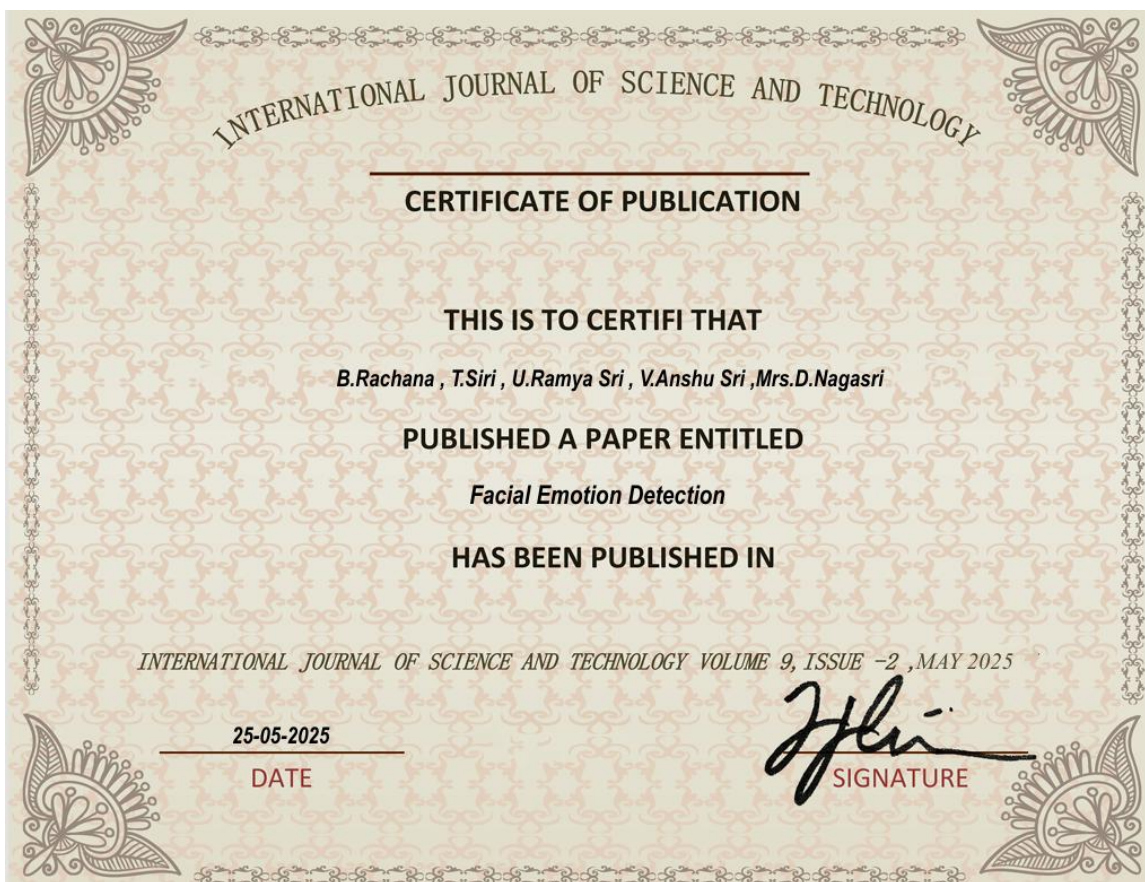 INTERNATIONAL JOURNAL OF SCIENCE AND TECHNOLOGY
CERTIFICATE OF PUBLICATION
THIS IS TO CERTIFI THAT
B.Rachana , T.Siri , U.Ramya Sri , V.Anshu Sri ,Mrs.D.Nagasri
PUBLISHED A PAPER ENTITLED
Facial Emotion Detection
HAS BEEN PUBLISHED IN
INTERNATIONAL JOURNAL OF SCIENCE AND TECHNOLOGY VOLUME 9, ISSUE -2 ,MAY 2025
25-05-2025
DATE
SIGNATURE